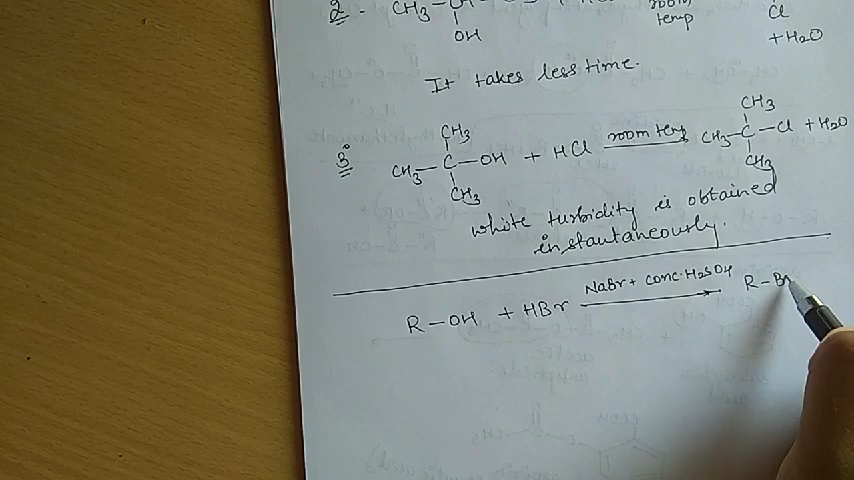 2° CH3 Cl
OH room temp + H2O
It takes less time.
CH3 CH3
3° CH3—C—OH + HCl room temp CH3—C—Cl + H2O
CH3 CH3
white turbidity is obtained
instantaneously.
R—OH + HBr NaBr + conc. H2SO4 R—Br